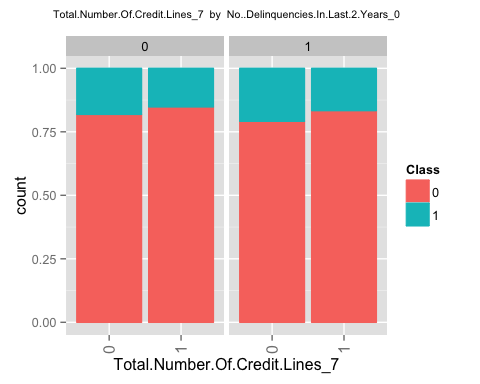 Total.Number.Of.Credit.Lines_7 by No..Delinquencies.In.Last.2.Years_0
0 1
1.00
0.75
0.50
0.25
0.00
count
0 1 0 1
Total.Number.Of.Credit.Lines_7
Class
0
1